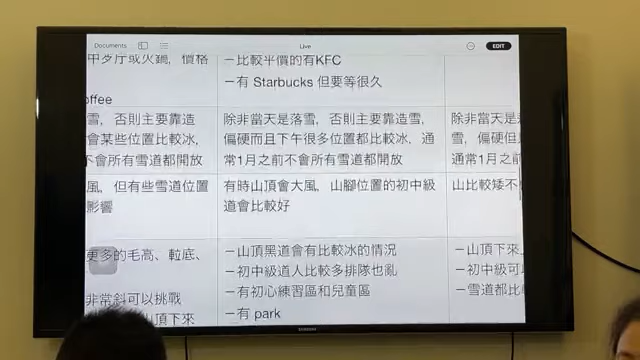 Documents
Live
EDIT
甲歺厅或火鍋，價格
offee
雪，否則主要靠造
會某些位置比較冰，
不會所有雪道都開放
風，但有些雪道位置
影響
更多的毛高、粒底、
非常斜可以挑戰
山頂下來
－比較平價的有KFC
－有 Starbucks 但要等很久
除非當天是落雪，否則主要靠造雪，
偏硬而且下午很多位置都比較冰，通
常1月之前不會所有雪道都開放
有時山頂會大風，山腳位置的初中級
道會比較好
－山頂黑道會有比較冰的情況
－初中級道人比較多排隊也亂
－有初心練習區和兒童區
－有 park
除非當天是
雪，偏硬但
通常1月之前
山比較矮不
－山頂下來
－初中級可
－雪道都比
SAMSUNG